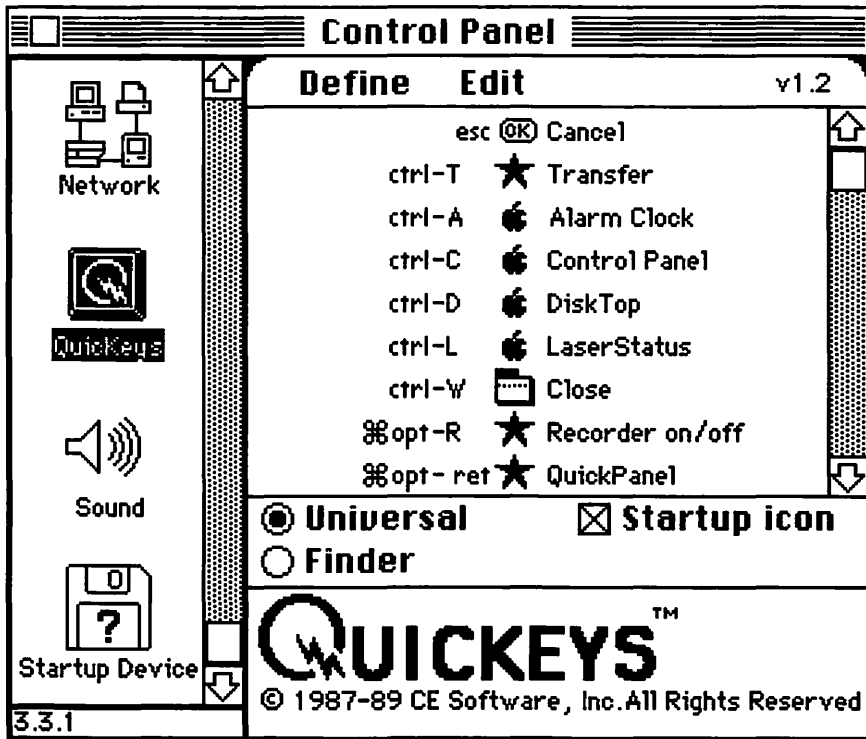 Control Panel
Network
QuicKeys
Sound
Startup Device
3.3.1
Define Edit v1.2
esc OK Cancel
ctrl-T Transfer
ctrl-A Alarm Clock
ctrl-C Control Panel
ctrl-D DiskTop
ctrl-L LaserStatus
ctrl-W Close
⌘opt-R Recorder on/off
⌘opt- ret QuickPanel
Universal Startup icon
Finder
QUICKEYS™
© 1987-89 CE Software, Inc.All Rights Reserved